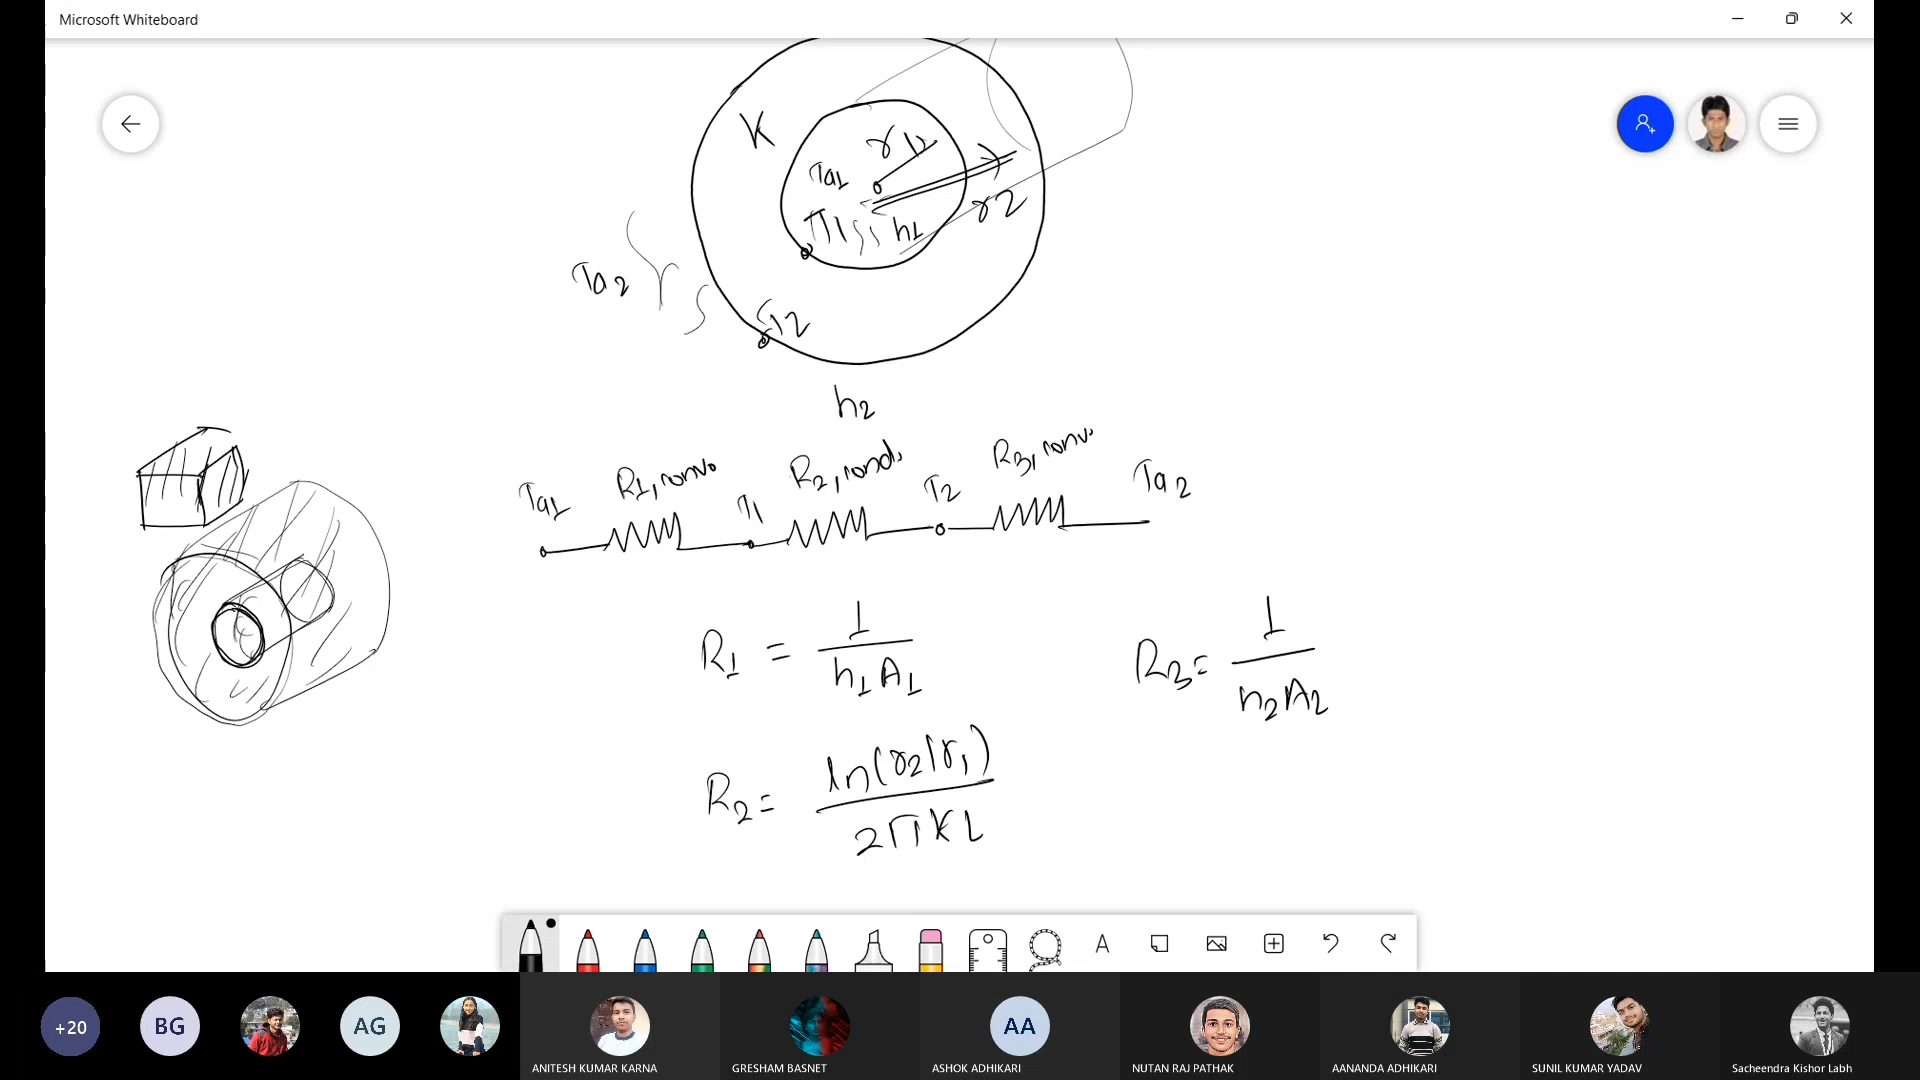 Microsoft Whiteboard
K
r1
Ta1
T1
h1
r2
Ta2
T2
h2
Ta1 R1,conv. T1 R2,cond. T2 R3,conv. Ta2
R1 = 1 / h1A1
R3 = 1 / h2A2
R2 = ln(r2/r1) / 2πKL
A
+20
BG
AG
AA
ANITESH KUMAR KARNA
GRESHAM BASNET
ASHOK ADHIKARI
NUTAN RAJ PATHAK
AANANDA ADHIKARI
SUNIL KUMAR YADAV
Sacheendra Kishor Labh